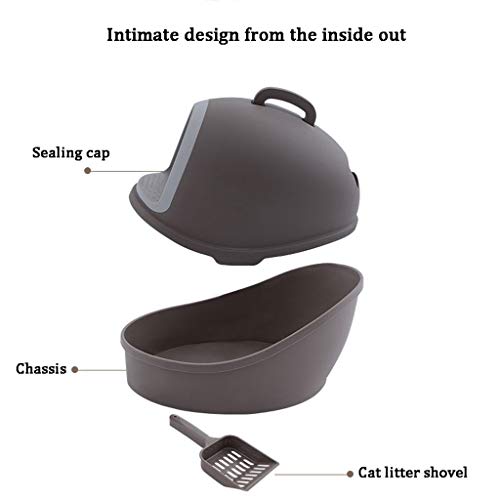 Intimate design from the inside out
Sealing cap
Chassis
Cat litter shovel